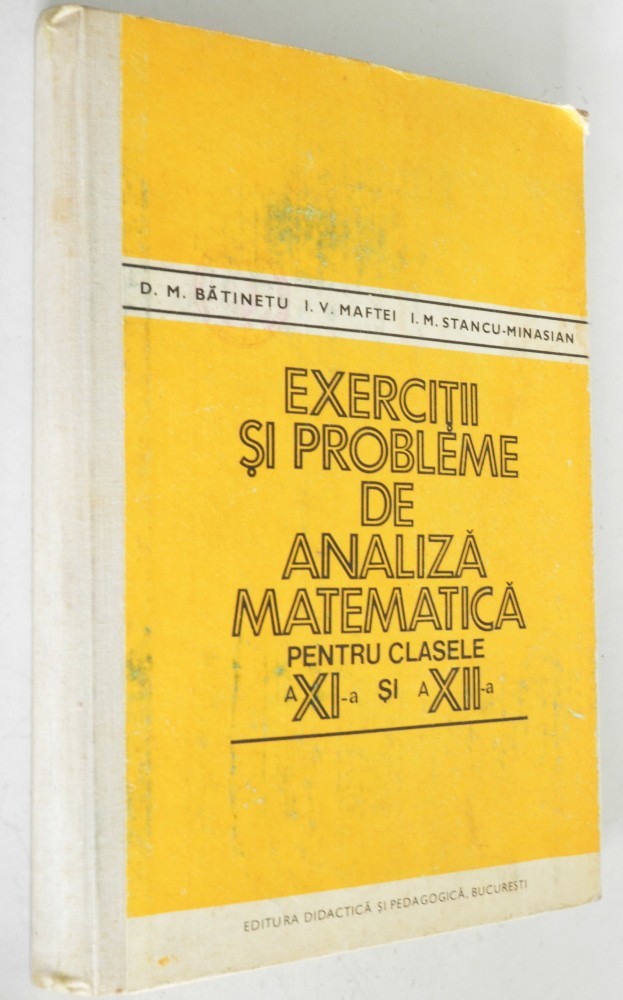 D. M. BĂTINEȚU I. V. MAFTEI I. M. STANCU-MINASIAN
EXERCIȚII
ȘI PROBLEME
DE
ANALIZĂ
MATEMATICĂ
PENTRU CLASELE
A XI-a ȘI A XII-a
EDITURA DIDACTICĂ ȘI PEDAGOGICĂ, BUCUREȘTI